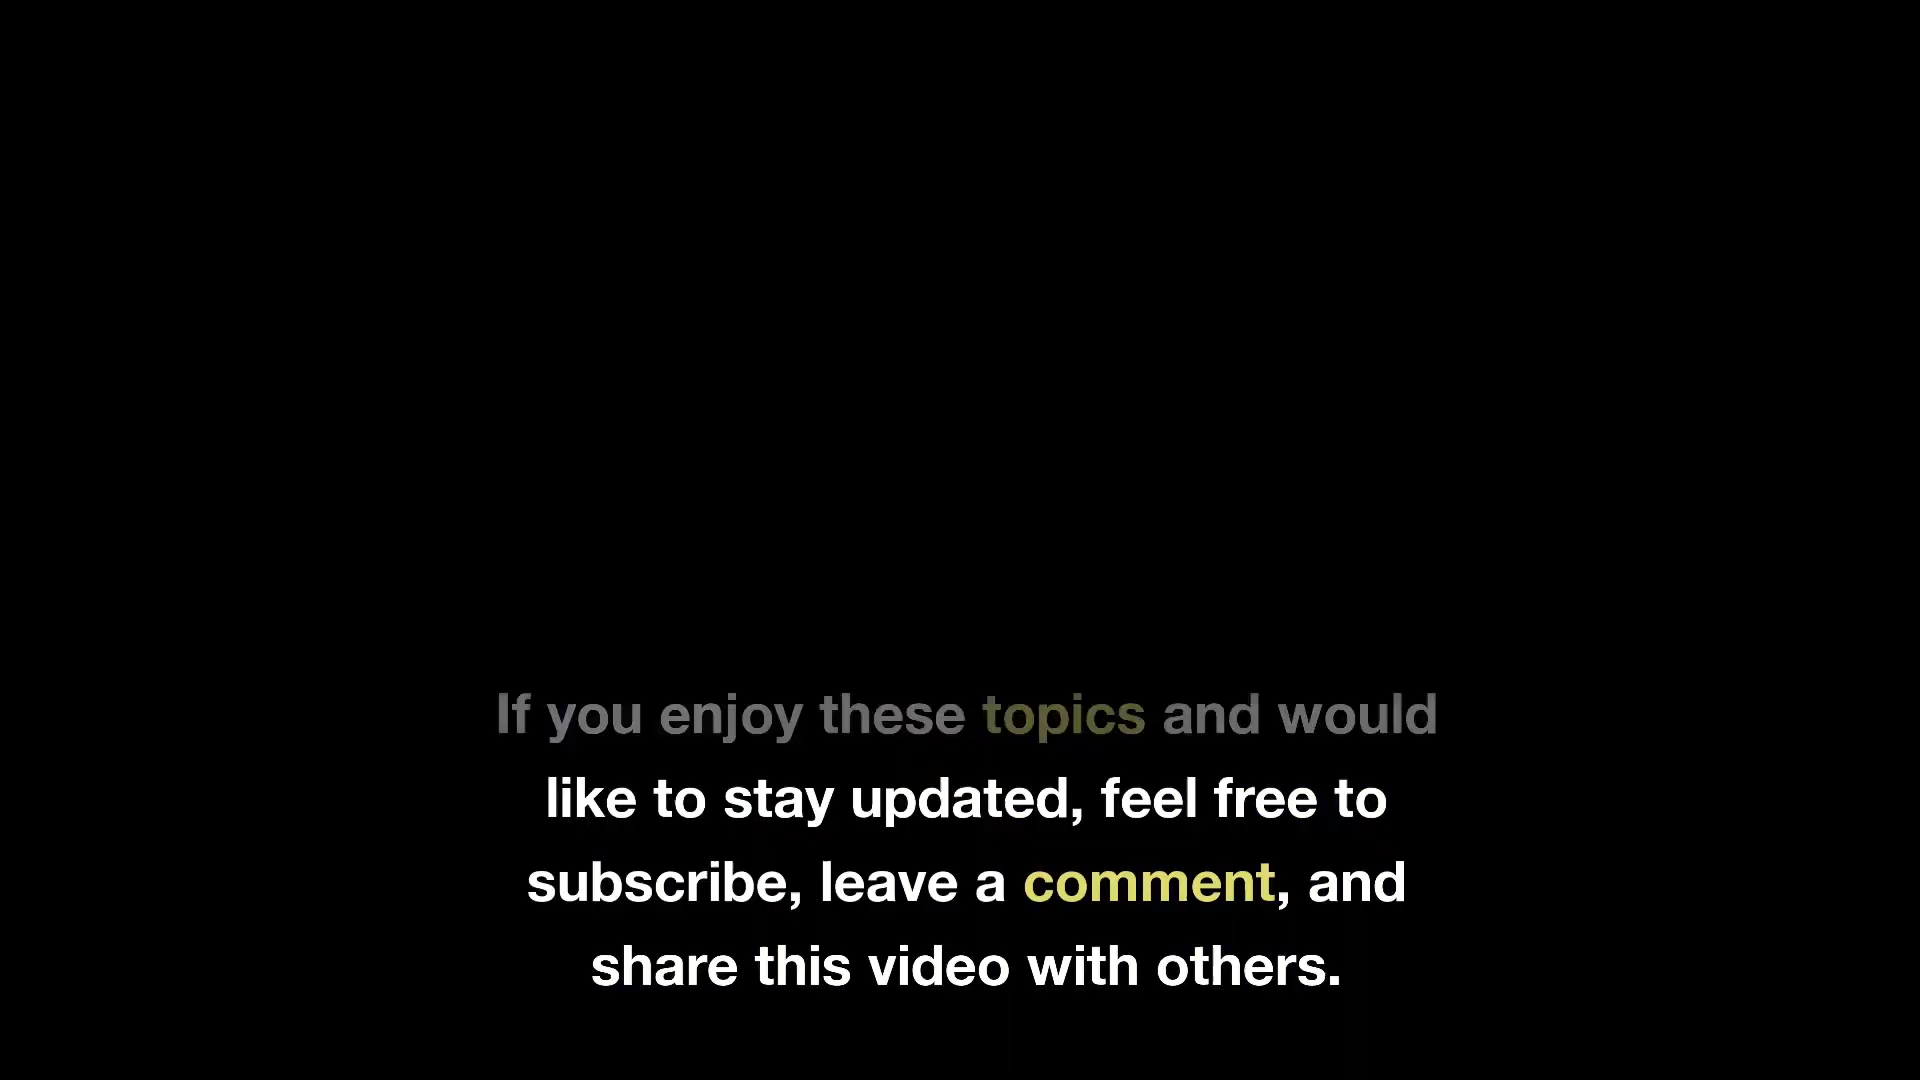 If you enjoy these topics and would
like to stay updated, feel free to
subscribe, leave a comment, and
share this video with others.